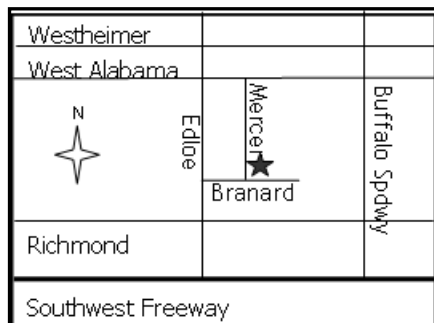 Westheimer
West Alabama
N
Edloe
Mercer
Buffalo Spdwy
Branard
Richmond
Southwest Freeway